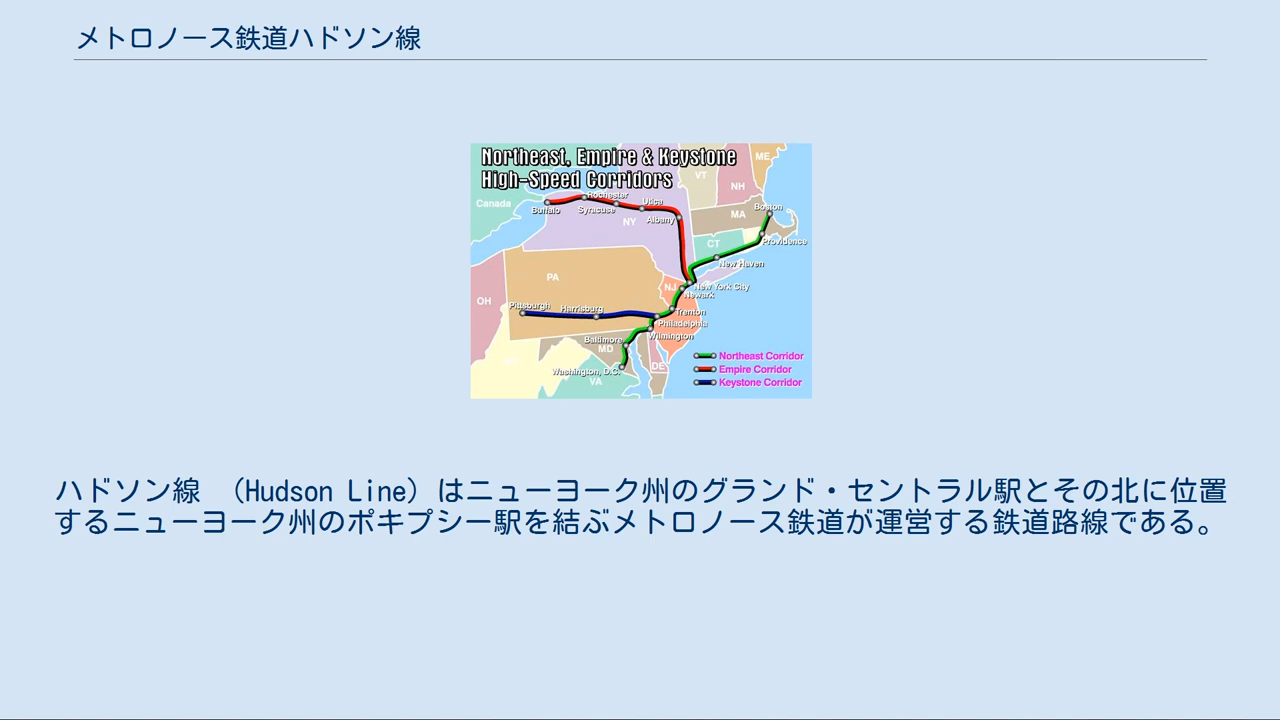 メトロノース鉄道ハドソン線
Northeast, Empire & Keystone
High-Speed Corridors
ME
VT
NH
Canada
Rochester
Utica
Buffalo
Syracuse
Albany
NY
MA
Boston
CT
Providence
New Haven
PA
NJ
New York City
Newark
OH
Pittsburgh
Harrisburg
Trenton
Philadelphia
Wilmington
Baltimore
MD
DE
Washington, D.C.
VA
Northeast Corridor
Empire Corridor
Keystone Corridor
ハドソン線 （Hudson Line）はニューヨーク州のグランド・セントラル駅とその北に位置
するニューヨーク州のポキプシー駅を結ぶメトロノース鉄道が運営する鉄道路線である。